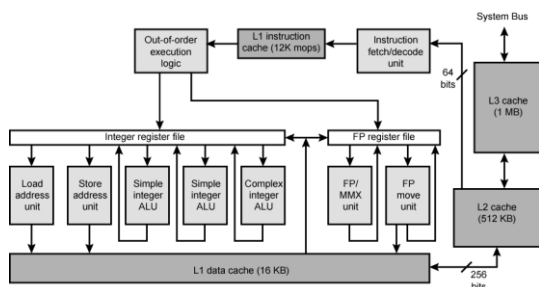 System Bus
Out-of-order
execution
logic
L1 instruction
cache (12K mops)
Instruction
fetch/decode
unit
64
bits
L3 cache
(1 MB)
Integer register file
FP register file
Load
address
unit
Store
address
unit
Simple
integer
ALU
Simple
integer
ALU
Complex
integer
ALU
FP/
MMX
unit
FP
move
unit
L2 cache
(512 KB)
L1 data cache (16 KB)
256
bits